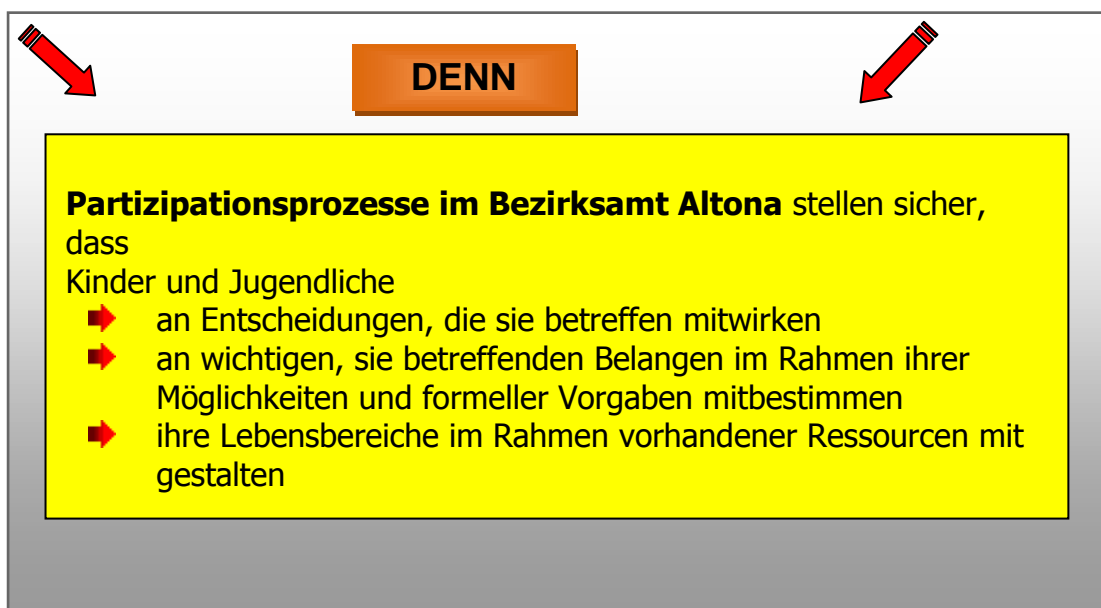 DENN
Partizipationsprozesse im Bezirksamt Altona stellen sicher,
dass
Kinder und Jugendliche
an Entscheidungen, die sie betreffen mitwirken
an wichtigen, sie betreffenden Belangen im Rahmen ihrer
Möglichkeiten und formeller Vorgaben mitbestimmen
ihre Lebensbereiche im Rahmen vorhandener Ressourcen mit
gestalten